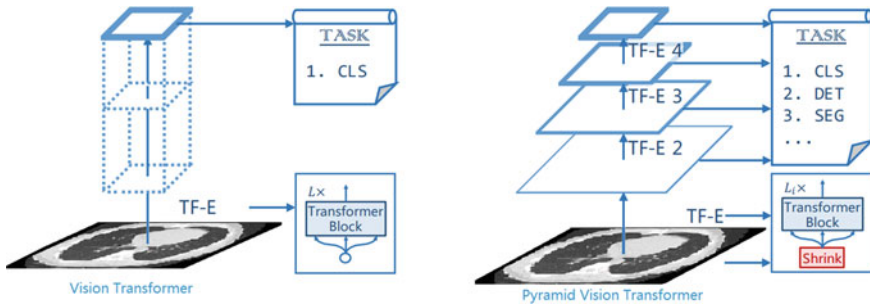 TASK
1. CLS
TF-E
L×
Transformer
Block
Vision Transformer
TF-E 4
TF-E 3
TF-E 2
TASK
1. CLS
2. DET
3. SEG
...
TF-E
Lᵢ×
Transformer
Block
Shrink
Pyramid Vision Transformer